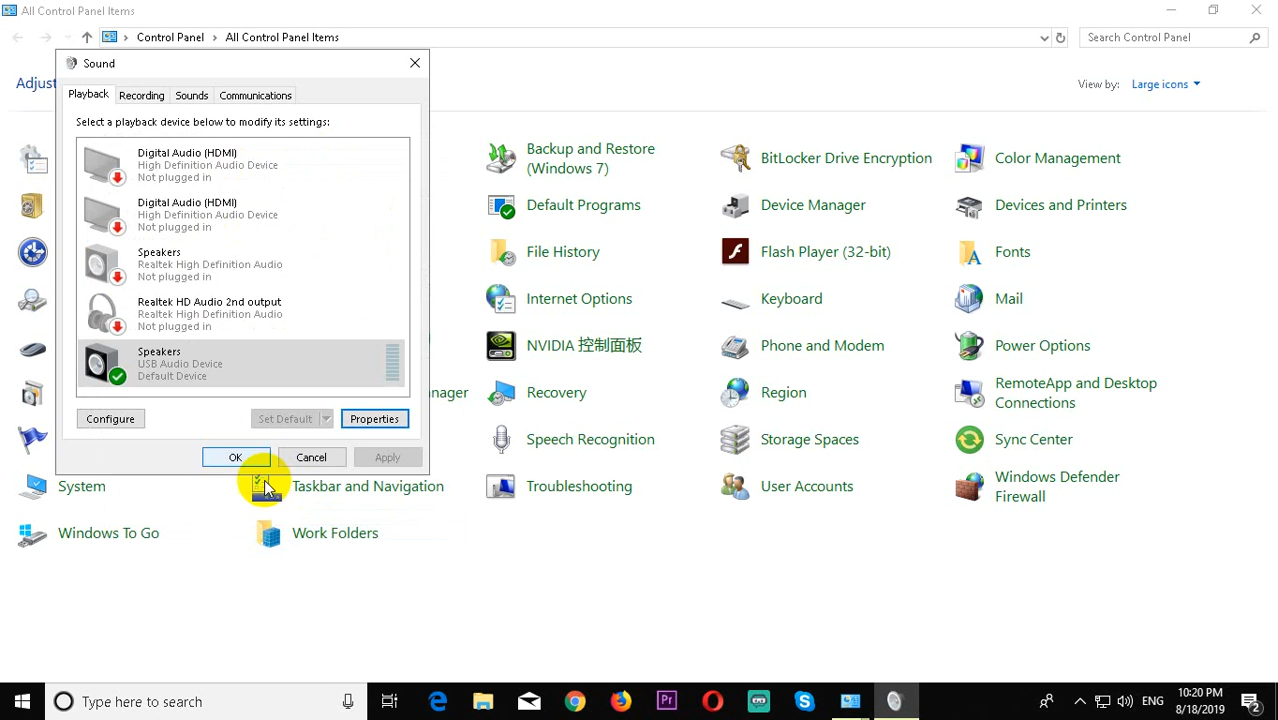 All Control Panel Items
Control Panel
All Control Panel Items
Search Control Panel
Sound
Adjust
View by:
Large icons
Playback
Recording
Sounds
Communications
Select a playback device below to modify its settings:
Digital Audio (HDMI)
High Definition Audio Device
Not plugged in
Digital Audio (HDMI)
High Definition Audio Device
Not plugged in
Speakers
Realtek High Definition Audio
Not plugged in
Realtek HD Audio 2nd output
Realtek High Definition Audio
Not plugged in
Speakers
USB Audio Device
Default Device
Configure
Set Default
Properties
OK
Cancel
Apply
Backup and Restore
(Windows 7)
BitLocker Drive Encryption
Color Management
Default Programs
Device Manager
Devices and Printers
File History
Flash Player (32-bit)
Fonts
Internet Options
Keyboard
Mail
NVIDIA 控制面板
Phone and Modem
Power Options
nager
Recovery
Region
RemoteApp and Desktop
Connections
Speech Recognition
Storage Spaces
Sync Center
System
Taskbar and Navigation
Troubleshooting
User Accounts
Windows Defender
Firewall
Windows To Go
Work Folders
Type here to search
Pr
ENG
10:20 PM
8/18/2019
2